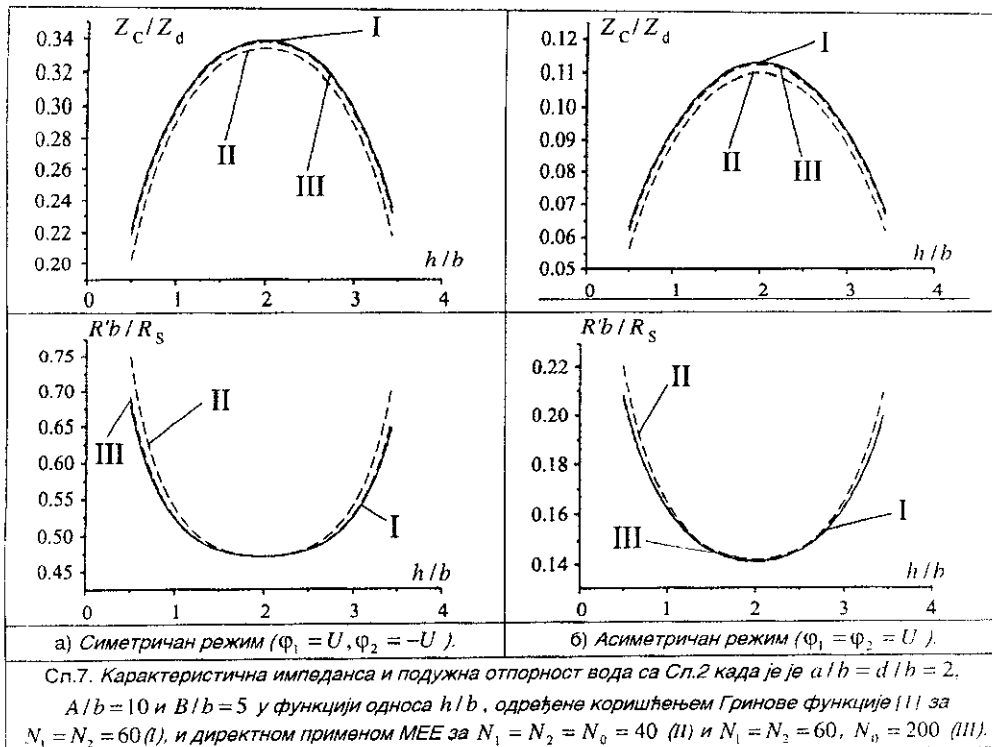 Z_C/Z_d
I
0.34
0.32
0.30
0.28
0.26
0.24
0.22
0.20
II
III
h/b
0 1 2 3 4
Z_C/Z_d
I
0.12
0.11
0.10
0.09
0.08
0.07
0.06
0.05
II
III
h/b
0 1 2 3 4
R'b/R_S
0.75
0.70
0.65
0.60
0.55
0.50
0.45
II
III
I
h/b
0 1 2 3 4
R'b/R_S
0.22
0.20
0.18
0.16
0.14
II
III
I
h/b
0 1 2 3 4
а) Симетричан режим (φ₁ = U, φ₂ = −U).
б) Асиметричан режим (φ₁ = φ₂ = U).
Сл.7. Карактеристична импеданса и подужна отпорност вода са Сл.2 када је је a/b = d/b = 2,
A/b = 10 и B/b = 5 у функцији односа h/b, одређене коришћењем Гринове функције [1] за
N₁ = N₂ = 60 (I), и директном применом МЕЕ за N₁ = N₂ = N₀ = 40 (II) и N₁ = N₂ = 60, N₀ = 200 (III).